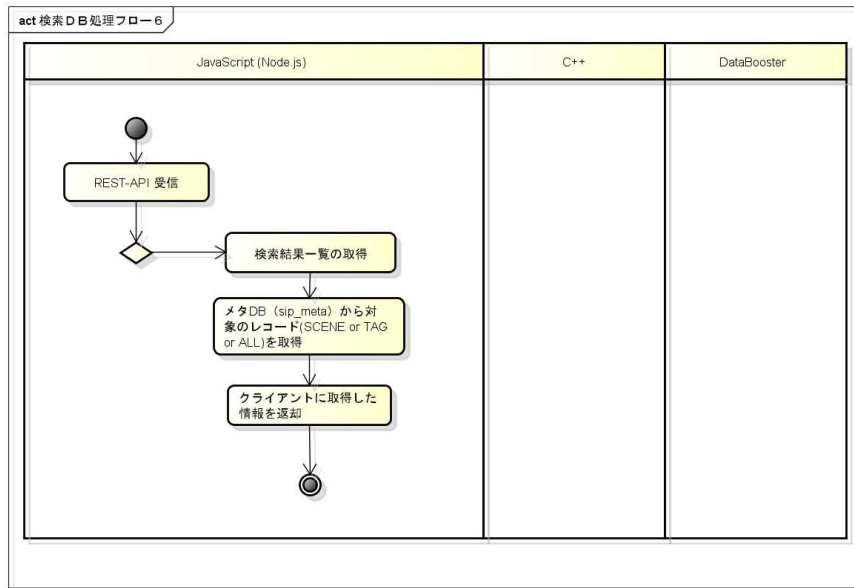 act 検索ＤＢ処理フロー６
JavaScript (Node.js)
C++
DataBooster
REST-API 受信
検索結果一覧の取得
メタDB（sip_meta）から対
象のレコード(SCENE or TAG
or ALL)を取得
クライアントに取得した
情報を返却